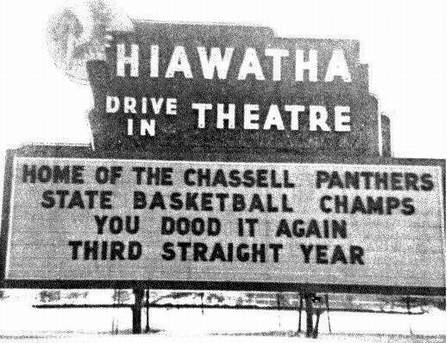 HIAWATHA
DRIVE IN THEATRE
HOME OF THE CHASSELL PANTHERS
STATE BASKETBALL CHAMPS
YOU DOOD IT AGAIN
THIRD STRAIGHT YEAR